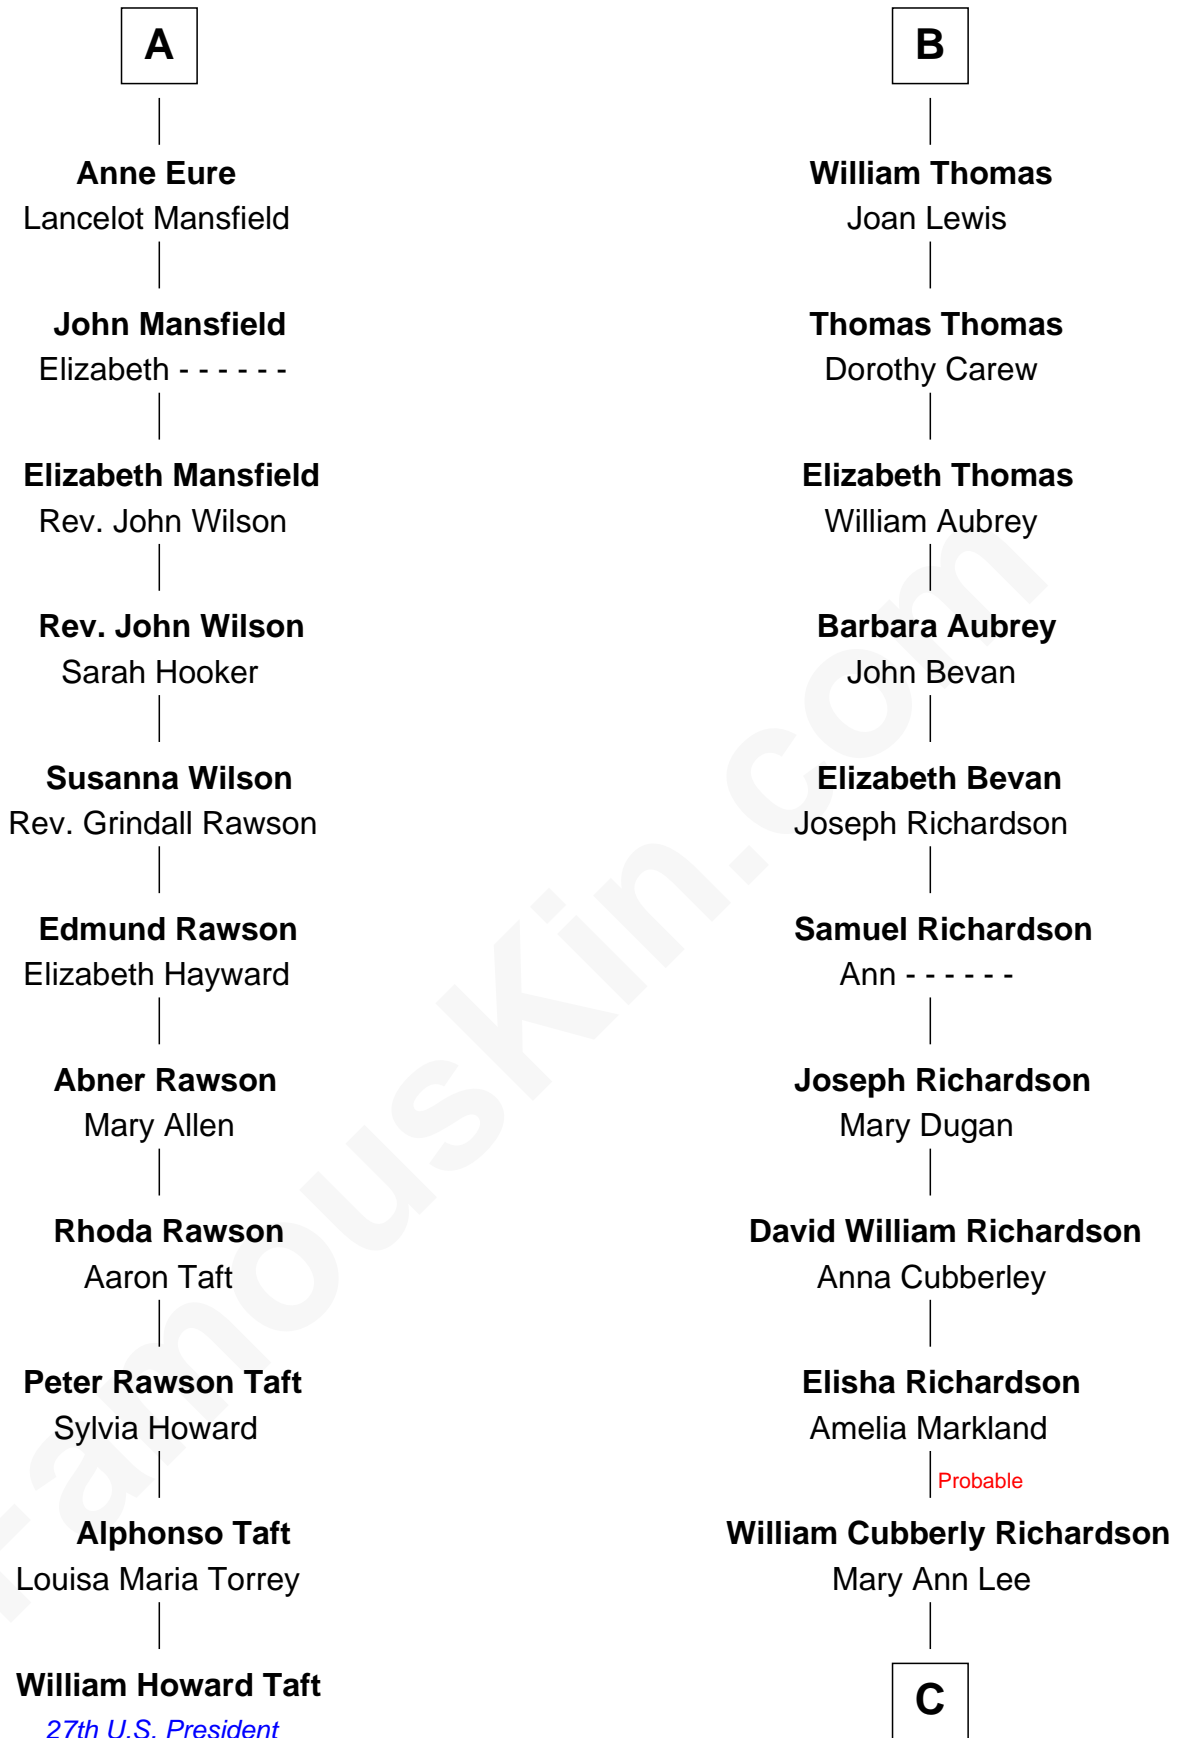 A
Anne Eure
Lancelot Mansfield
John Mansfield
Elizabeth - - - - - -
Elizabeth Mansfield
Rev. John Wilson
Rev. John Wilson
Sarah Hooker
Susanna Wilson
Rev. Grindall Rawson
Edmund Rawson
Elizabeth Hayward
Abner Rawson
Mary Allen
Rhoda Rawson
Aaron Taft
Peter Rawson Taft
Sylvia Howard
Alphonso Taft
Louisa Maria Torrey
William Howard Taft
27th U.S. President
B
William Thomas
Joan Lewis
Thomas Thomas
Dorothy Carew
Elizabeth Thomas
William Aubrey
Barbara Aubrey
John Bevan
Elizabeth Bevan
Joseph Richardson
Samuel Richardson
Ann - - - - - -
Joseph Richardson
Mary Dugan
David William Richardson
Anna Cubberley
Elisha Richardson
Amelia Markland
Probable
William Cubberly Richardson
Mary Ann Lee
C
FamousKin.com